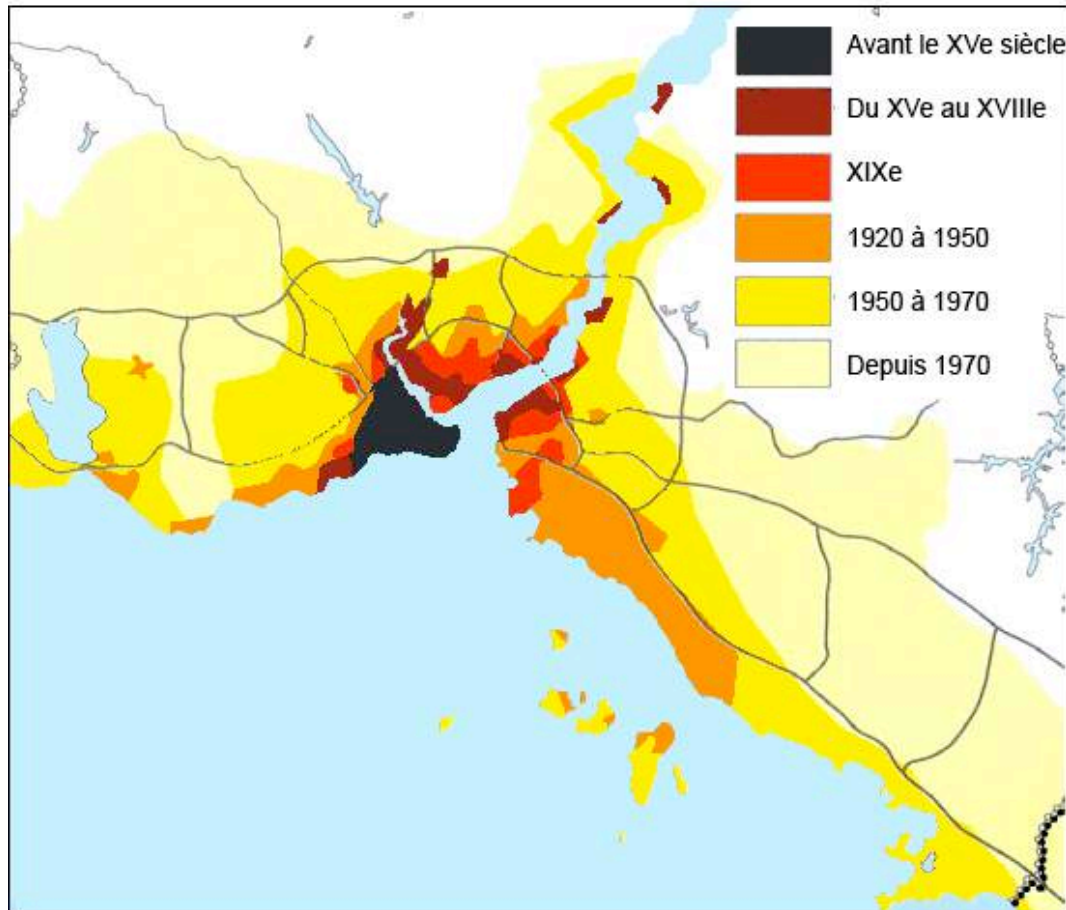 Avant le XVe siècle
Du XVe au XVIIIe
XIXe
1920 à 1950
1950 à 1970
Depuis 1970